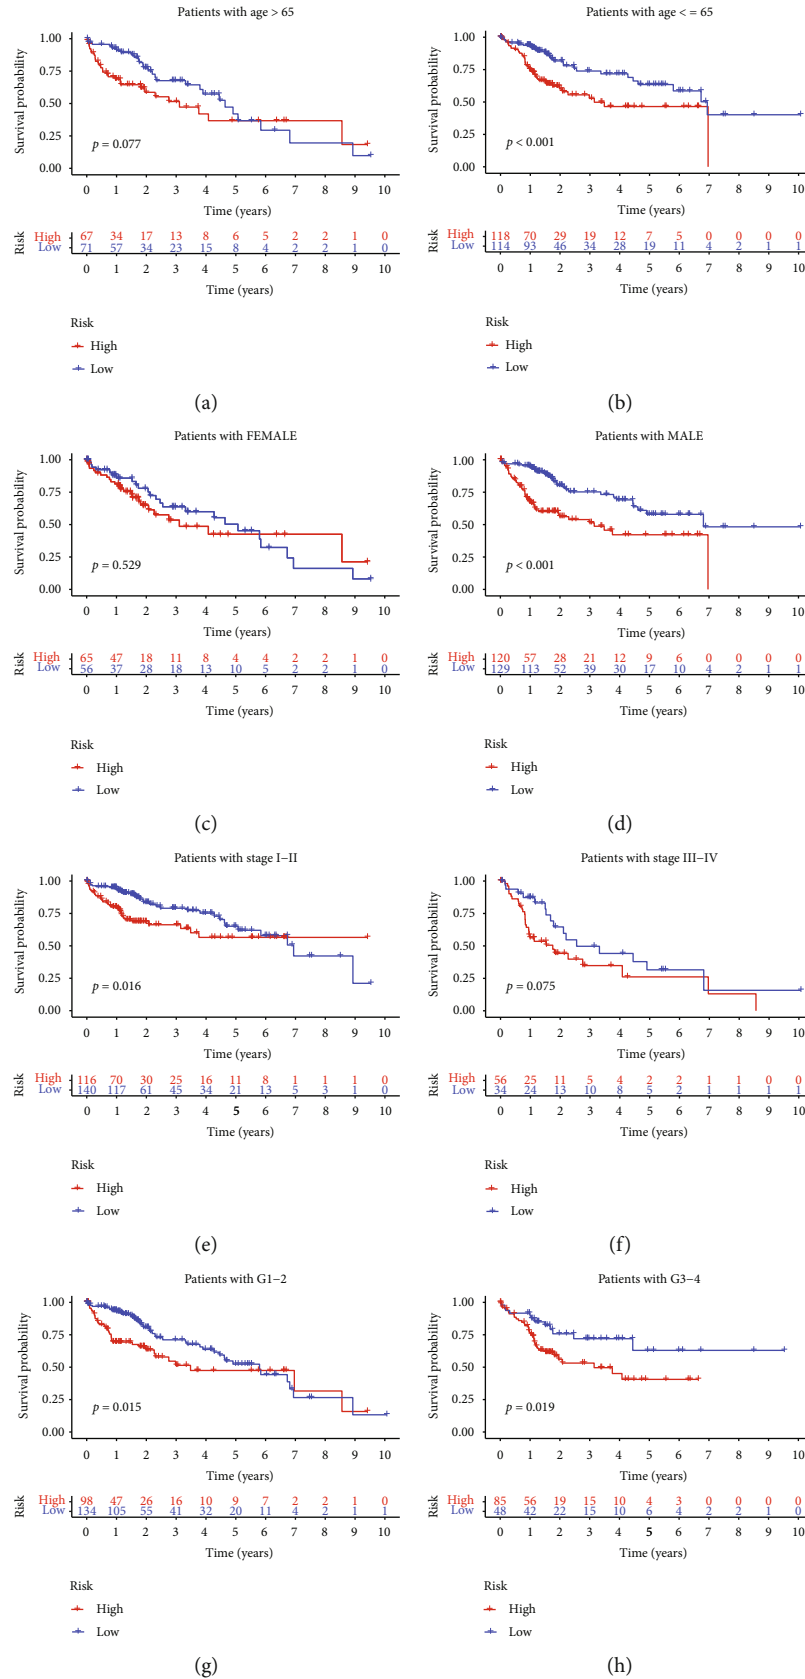 Patients with age > 65
Survival probability
1.00
0.75
0.50
0.25
0.00
p = 0.077
0 1 2 3 4 5 6 7 8 9 10
Time (years)
Risk
High 67 34 17 13 8 6 5 2 2 1 0
Low 71 57 34 23 15 8 4 2 2 1 0
0 1 2 3 4 5 6 7 8 9 10
Time (years)
Risk
High
Low
(a)
Patients with age < = 65
Survival probability
1.00
0.75
0.50
0.25
0.00
p < 0.001
0 1 2 3 4 5 6 7 8 9 10
Time (years)
Risk
High 118 70 29 19 12 7 5 0 0 0 0
Low 114 93 46 34 28 19 11 4 2 1 1
0 1 2 3 4 5 6 7 8 9 10
Time (years)
Risk
High
Low
(b)
Patients with FEMALE
Survival probability
1.00
0.75
0.50
0.25
0.00
p = 0.529
0 1 2 3 4 5 6 7 8 9 10
Time (years)
Risk
High 65 47 18 11 8 4 4 2 2 1 0
Low 56 37 28 18 13 10 5 2 2 1 0
0 1 2 3 4 5 6 7 8 9 10
Time (years)
Risk
High
Low
(c)
Patients with MALE
Survival probability
1.00
0.75
0.50
0.25
0.00
p < 0.001
0 1 2 3 4 5 6 7 8 9 10
Time (years)
Risk
High 120 57 28 21 12 9 6 0 0 0 0
Low 129 113 52 39 30 17 10 4 2 1 1
0 1 2 3 4 5 6 7 8 9 10
Time (years)
Risk
High
Low
(d)
Patients with stage I−II
Survival probability
1.00
0.75
0.50
0.25
0.00
p = 0.016
0 1 2 3 4 5 6 7 8 9 10
Time (years)
Risk
High 116 70 30 25 16 11 8 1 1 1 0
Low 140 117 61 45 34 21 13 5 3 1 0
0 1 2 3 4 5 6 7 8 9 10
Time (years)
Risk
High
Low
(e)
Patients with stage III−IV
Survival probability
1.00
0.75
0.50
0.25
0.00
p = 0.075
0 1 2 3 4 5 6 7 8 9 10
Time (years)
Risk
High 56 25 11 5 4 2 2 1 1 0 0
Low 34 24 13 10 8 5 2 1 1 1 1
0 1 2 3 4 5 6 7 8 9 10
Time (years)
Risk
High
Low
(f)
Patients with G1−2
Survival probability
1.00
0.75
0.50
0.25
0.00
p = 0.015
0 1 2 3 4 5 6 7 8 9 10
Time (years)
Risk
High 98 47 26 16 10 9 7 2 2 1 0
Low 134 105 55 41 32 20 11 4 2 1 1
0 1 2 3 4 5 6 7 8 9 10
Time (years)
Risk
High
Low
(g)
Patients with G3−4
Survival probability
1.00
0.75
0.50
0.25
0.00
p = 0.019
0 1 2 3 4 5 6 7 8 9 10
Time (years)
Risk
High 85 56 19 15 10 4 3 0 0 0 0
Low 48 42 22 15 10 6 4 2 2 1 0
0 1 2 3 4 5 6 7 8 9 10
Time (years)
Risk
High
Low
(h)